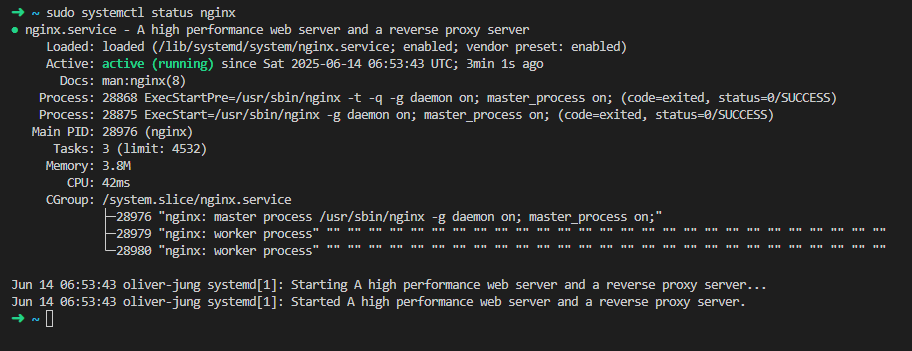 ➜ ~ sudo systemctl status nginx
● nginx.service - A high performance web server and a reverse proxy server
Loaded: loaded (/lib/systemd/system/nginx.service; enabled; vendor preset: enabled)
Active: active (running) since Sat 2025-06-14 06:53:43 UTC; 3min 1s ago
Docs: man:nginx(8)
Process: 28868 ExecStartPre=/usr/sbin/nginx -t -q -g daemon on; master_process on; (code=exited, status=0/SUCCESS)
Process: 28875 ExecStart=/usr/sbin/nginx -g daemon on; master_process on; (code=exited, status=0/SUCCESS)
Main PID: 28976 (nginx)
Tasks: 3 (limit: 4532)
Memory: 3.8M
CPU: 42ms
CGroup: /system.slice/nginx.service
├─28976 "nginx: master process /usr/sbin/nginx -g daemon on; master_process on;"
├─28979 "nginx: worker process" "" "" "" "" "" "" "" "" "" "" "" "" "" "" "" "" "" "" "" "" "" "" "" "" "" "" ""
└─28980 "nginx: worker process" "" "" "" "" "" "" "" "" "" "" "" "" "" "" "" "" "" "" "" "" "" "" "" "" "" "" ""
Jun 14 06:53:43 oliver-jung systemd[1]: Starting A high performance web server and a reverse proxy server...
Jun 14 06:53:43 oliver-jung systemd[1]: Started A high performance web server and a reverse proxy server.
➜ ~